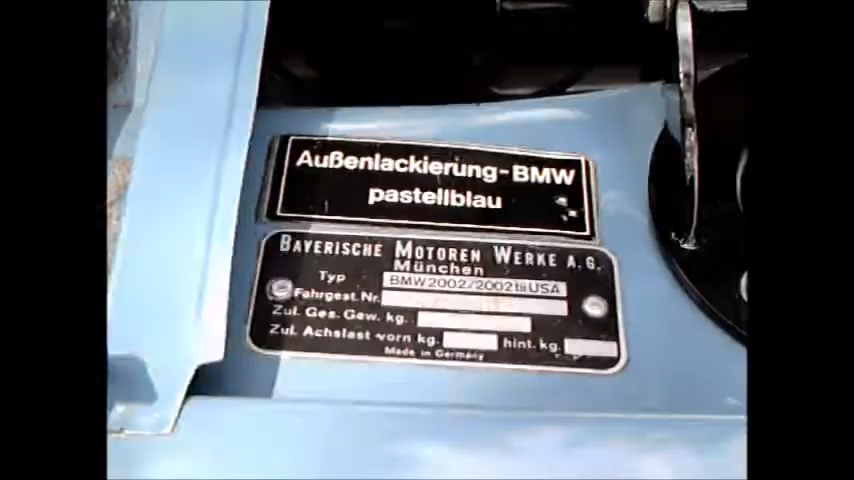 Außenlackierung-BMW
pastellblau
BAYERISCHE MOTOREN WERKE A.G.
München
Typ BMW2002/2002tiiUSA
Fahrgest. Nr.
Zul. Ges. Gew. kg.
Zul. Achslast vorn kg. hint. kg.
Made in Germany